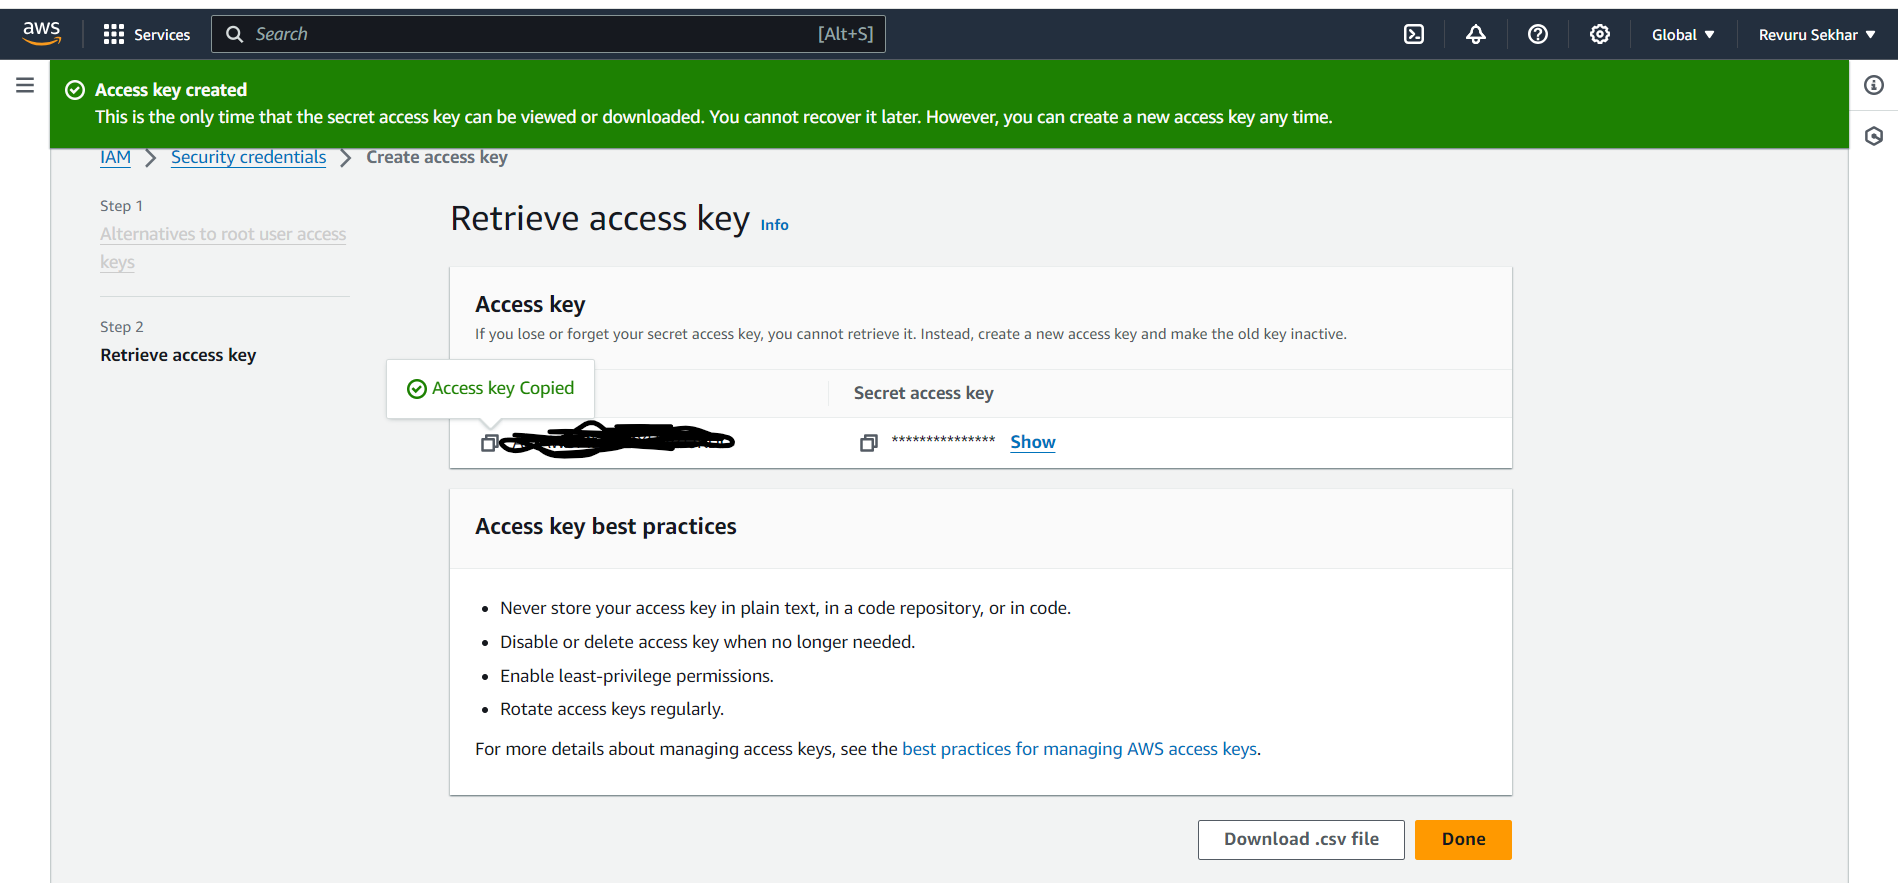 aws
Services
Search
[Alt+S]
Global
Revuru Sekhar
Access key created
This is the only time that the secret access key can be viewed or downloaded. You cannot recover it later. However, you can create a new access key any time.
IAM
Security credentials
Create access key
Step 1
Alternatives to root user access
keys
Step 2
Retrieve access key
Retrieve access key
Info
Access key
If you lose or forget your secret access key, you cannot retrieve it. Instead, create a new access key and make the old key inactive.
Access key Copied
Secret access key
***************
Show
Access key best practices
• Never store your access key in plain text, in a code repository, or in code.
• Disable or delete access key when no longer needed.
• Enable least-privilege permissions.
• Rotate access keys regularly.
For more details about managing access keys, see the best practices for managing AWS access keys.
Download .csv file
Done